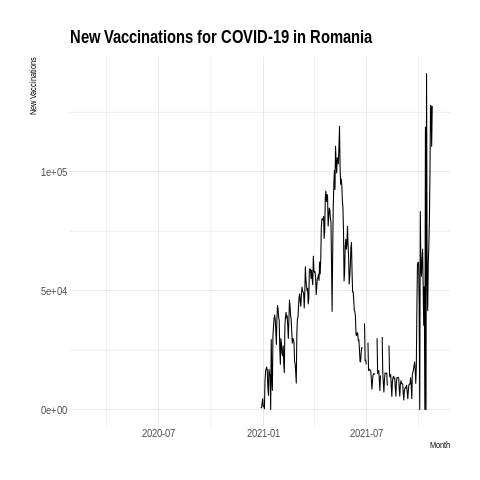 New Vaccinations for COVID-19 in Romania
New Vaccinations
1e+05
5e+04
0e+00
2020-07 2021-01 2021-07
Month